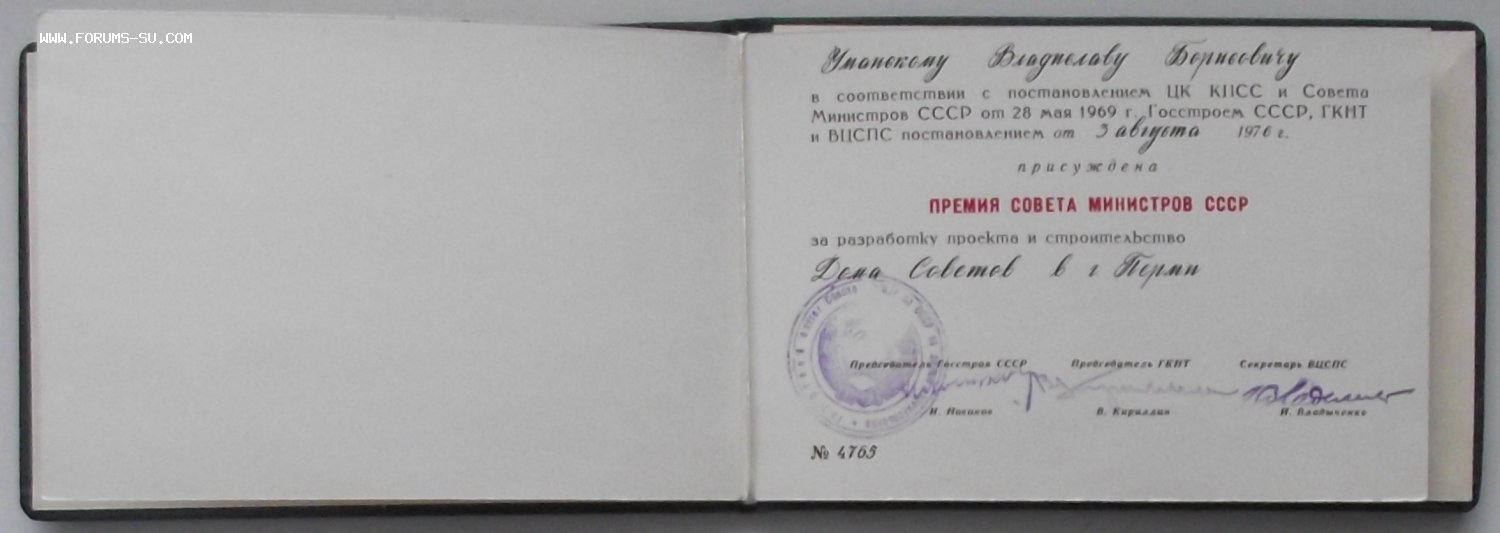 WWW.FORUMS-SU.COM
Уманскому Владиславу Борисовичу
в соответствии с постановлением ЦК КПСС и Совета
Министров СССР от 28 мая 1969 г. Госстроем СССР, ГКНТ
и ВЦСПС постановлением от 3 августа 1976 г.
присуждена
ПРЕМИЯ СОВЕТА МИНИСТРОВ СССР
за разработку проекта и строительство
Дома Советов в г Перми
Председатель Госстроя СССР Председатель ГКНТ Секретарь ВЦСПС
И. Новиков В. Кириллин И. Владыченко
№ 4765